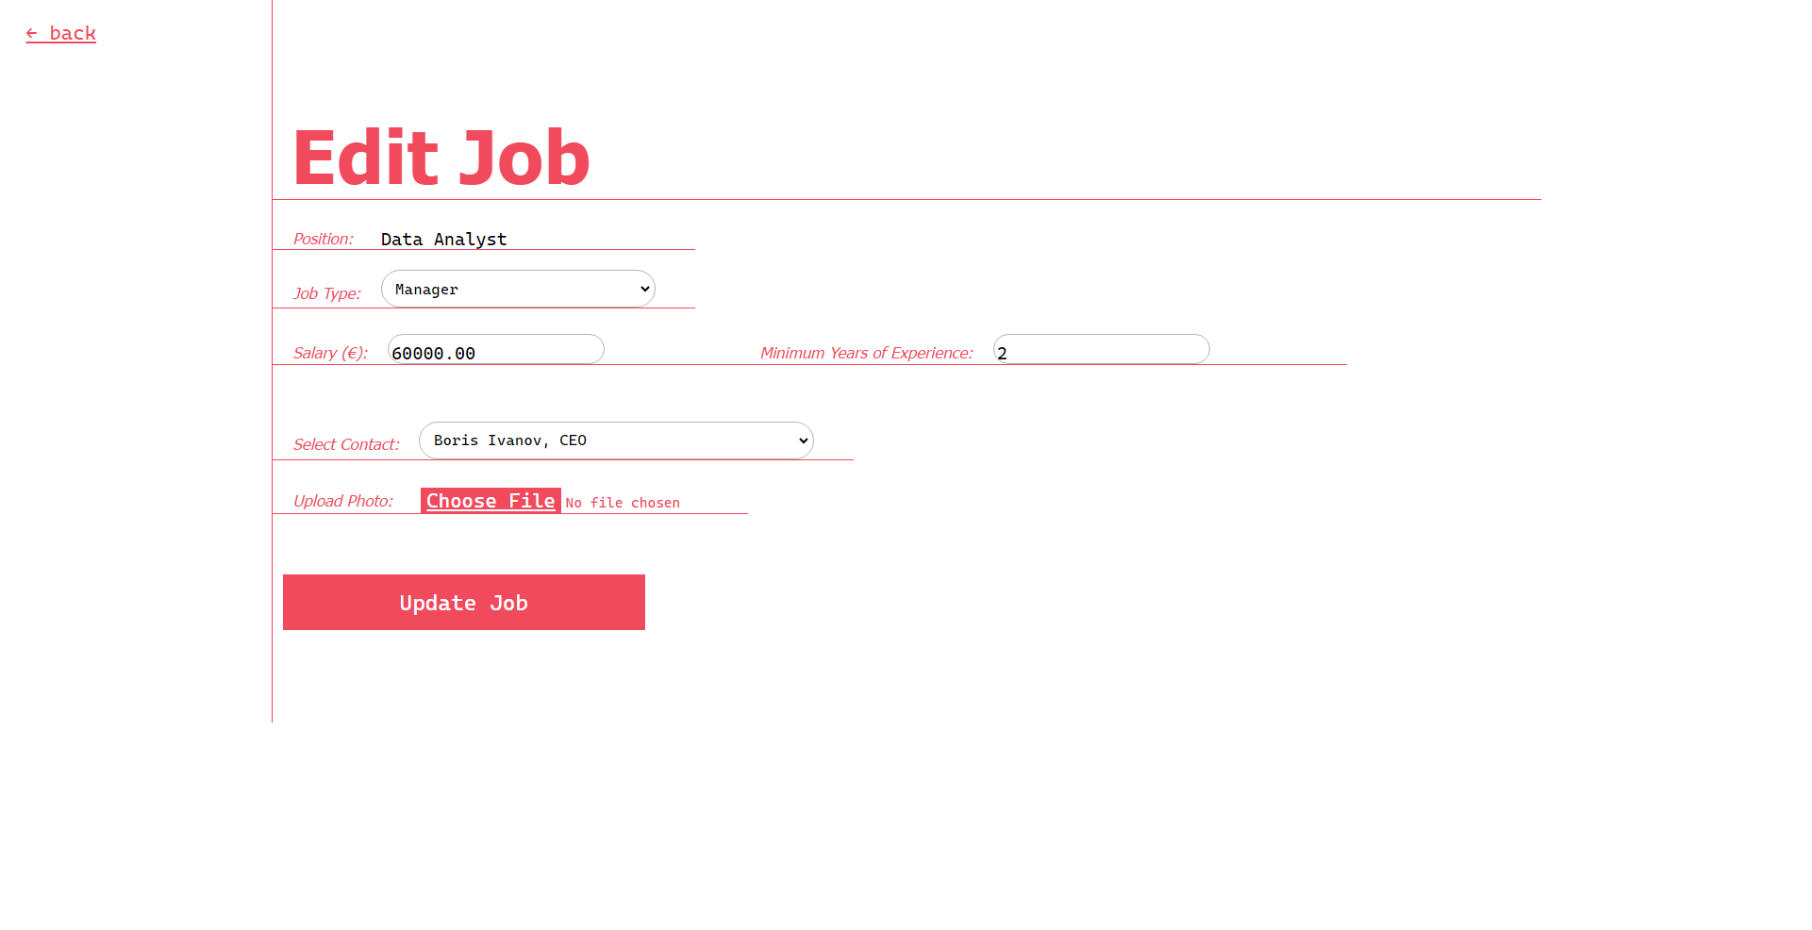 ← back
Edit Job
Position: Data Analyst
Job Type: Manager
Salary (€): 60000.00 Minimum Years of Experience: 2
Select Contact: Boris Ivanov, CEO
Upload Photo: Choose File No file chosen
Update Job